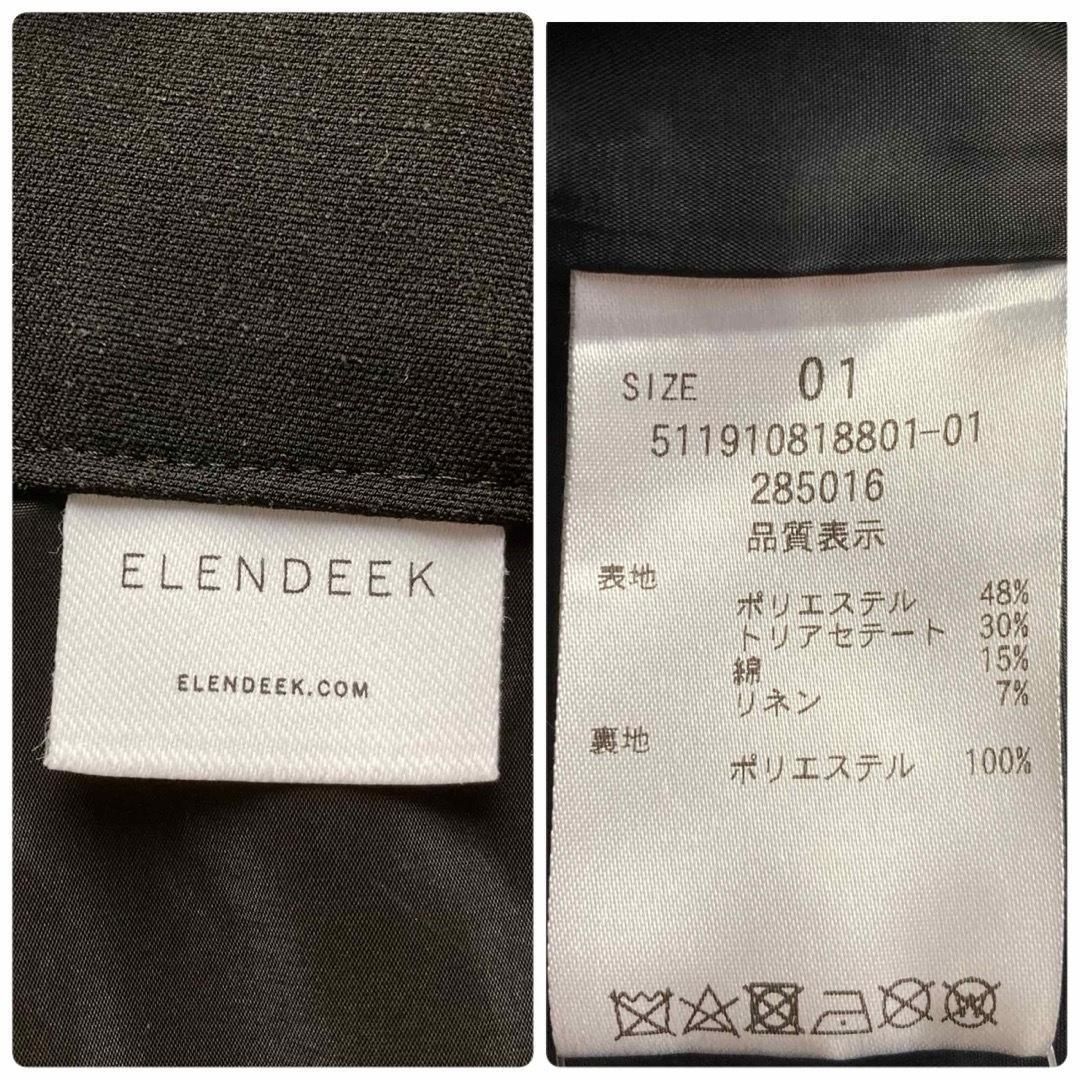 ELENDEEK
ELENDEEK.COM
SIZE 01
511910818801-01
285016
品質表示
表地
ポリエステル 48%
トリアセテート 30%
綿 15%
リネン 7%
裏地
ポリエステル 100%